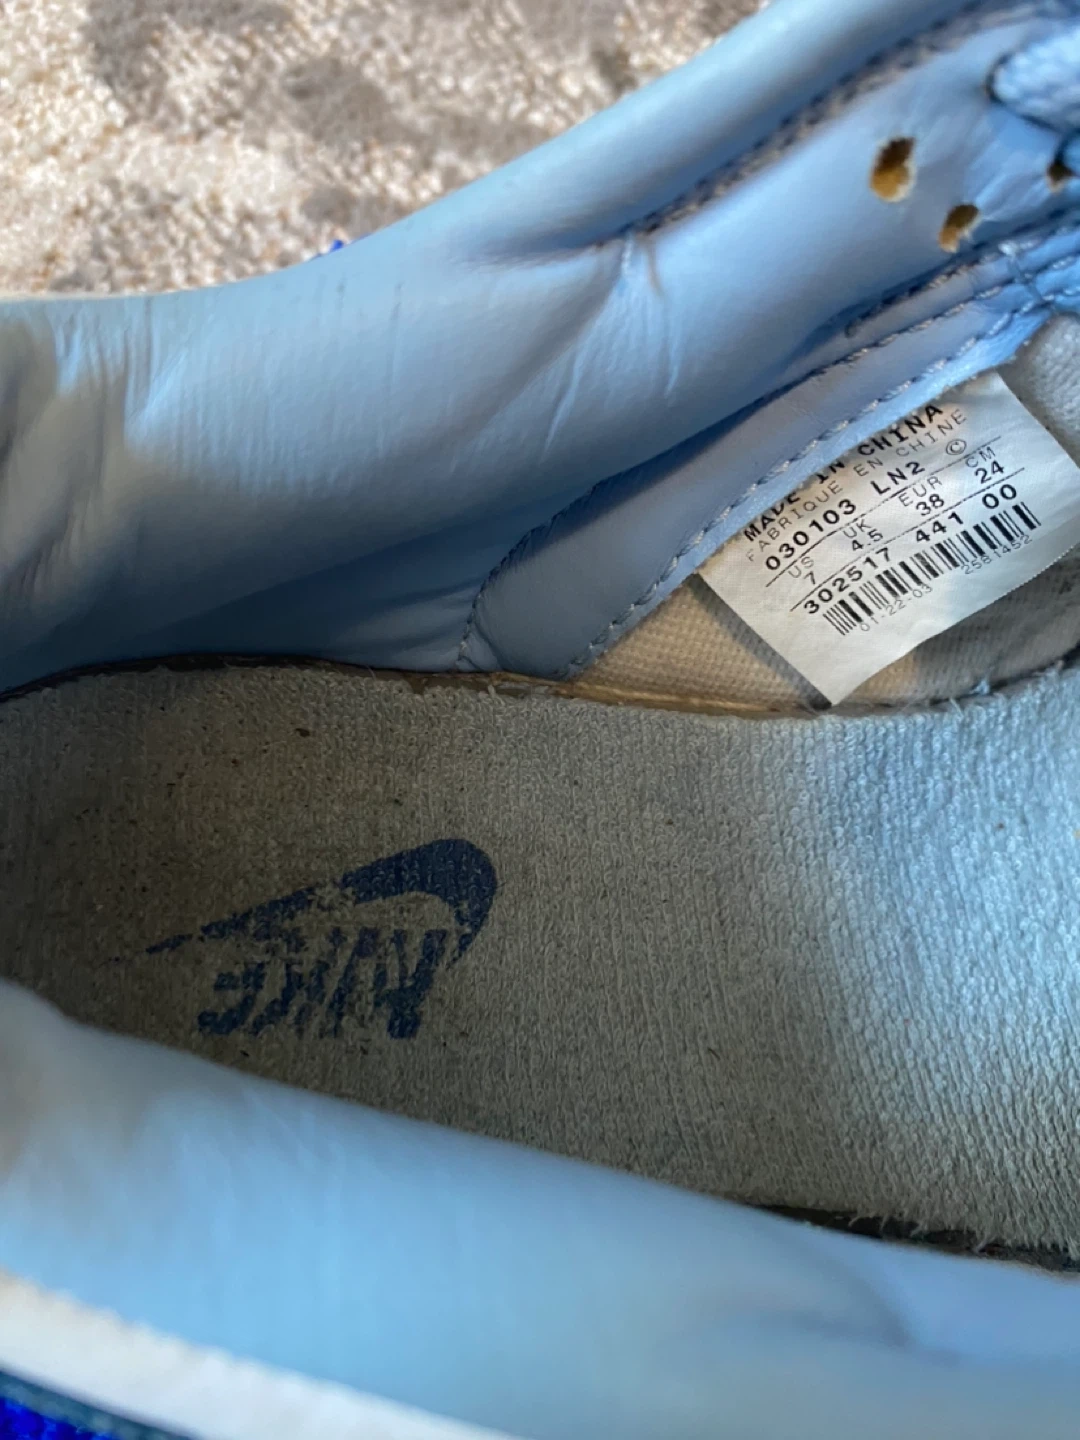 MADE IN CHINA
FABRIQUE EN CHINE
030103 LN2 ©
US UK EUR CM
7 4.5 38 24
302517 441 00
01-22-03 2581452
NIKE